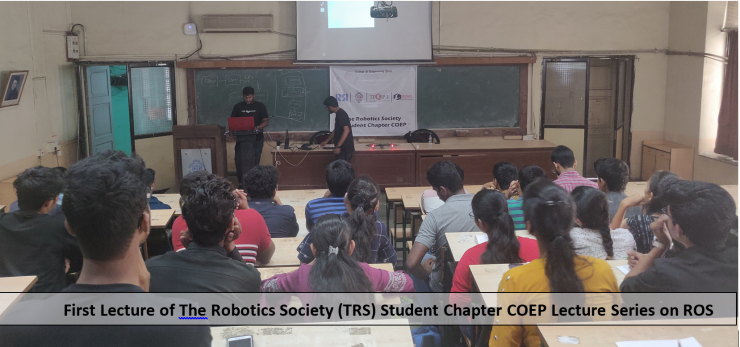 The Robotics Society
Student Chapter COEP
First Lecture of The Robotics Society (TRS) Student Chapter COEP Lecture Series on ROS